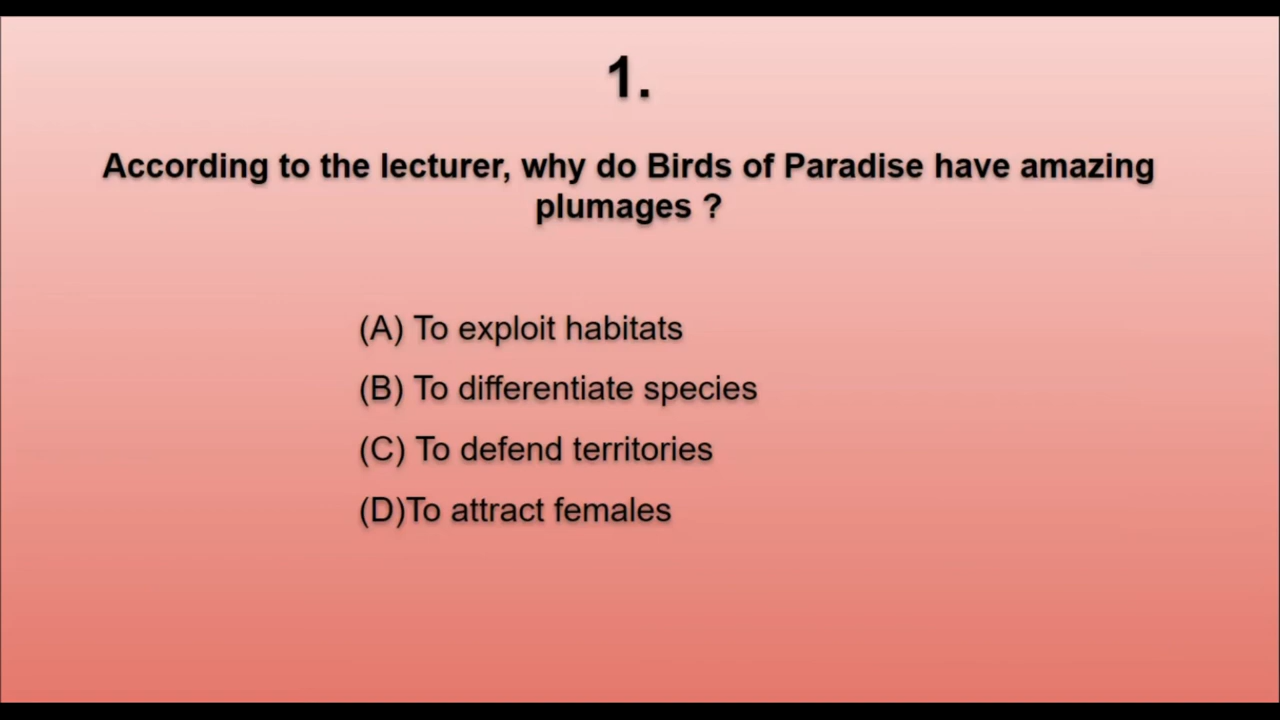 1.
According to the lecturer, why do Birds of Paradise have amazing
plumages ?
(A) To exploit habitats
(B) To differentiate species
(C) To defend territories
(D)To attract females